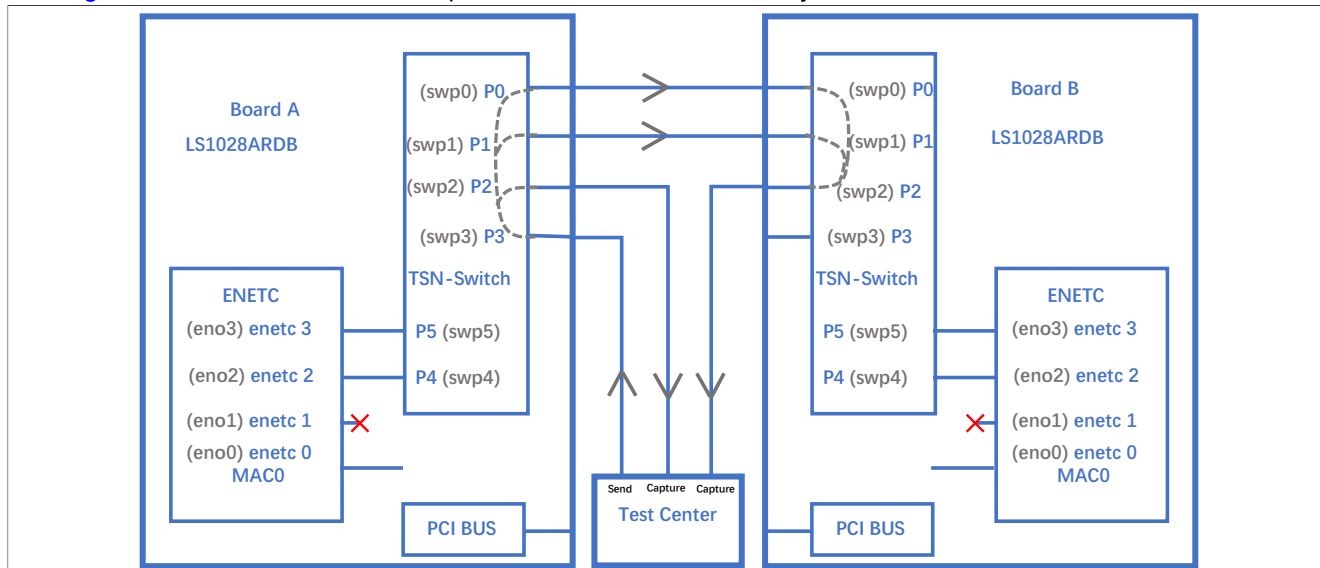 Board A
LS1028ARDB
(swp0) P0
(swp1) P1
(swp2) P2
(swp3) P3
TSN-Switch
P5 (swp5)
P4 (swp4)
ENETC
(eno3) enetc 3
(eno2) enetc 2
(eno1) enetc 1
(eno0) enetc 0
MAC0
PCI BUS
Send Capture Capture
Test Center
Board B
LS1028ARDB
(swp0) P0
(swp1) P1
(swp2) P2
(swp3) P3
TSN-Switch
P5 (swp5)
P4 (swp4)
ENETC
(eno3) enetc 3
(eno2) enetc 2
(eno1) enetc 1
(eno0) enetc 0
MAC0
PCI BUS